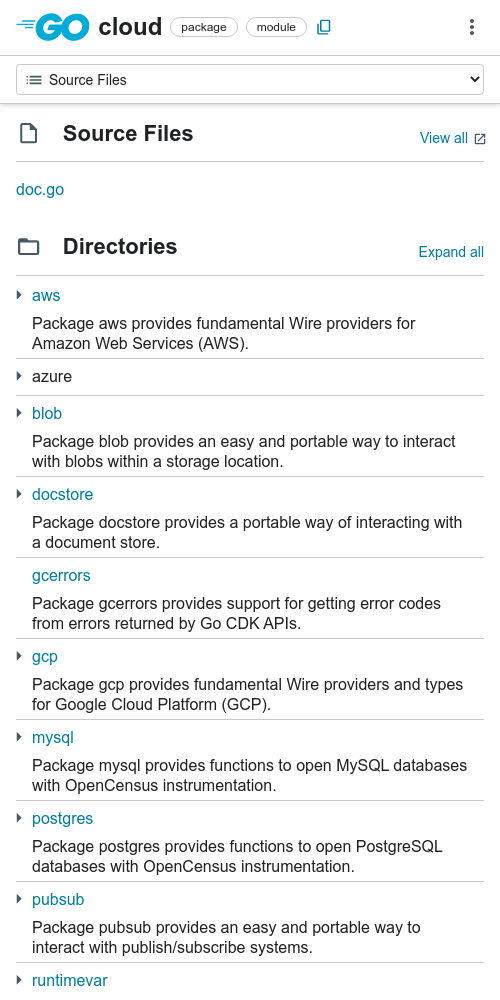 GO cloud package module
Source Files
Source Files View all
doc.go
Directories Expand all
aws
Package aws provides fundamental Wire providers for
Amazon Web Services (AWS).
azure
blob
Package blob provides an easy and portable way to interact
with blobs within a storage location.
docstore
Package docstore provides a portable way of interacting with
a document store.
gcerrors
Package gcerrors provides support for getting error codes
from errors returned by Go CDK APIs.
gcp
Package gcp provides fundamental Wire providers and types
for Google Cloud Platform (GCP).
mysql
Package mysql provides functions to open MySQL databases
with OpenCensus instrumentation.
postgres
Package postgres provides functions to open PostgreSQL
databases with OpenCensus instrumentation.
pubsub
Package pubsub provides an easy and portable way to
interact with publish/subscribe systems.
runtimevar